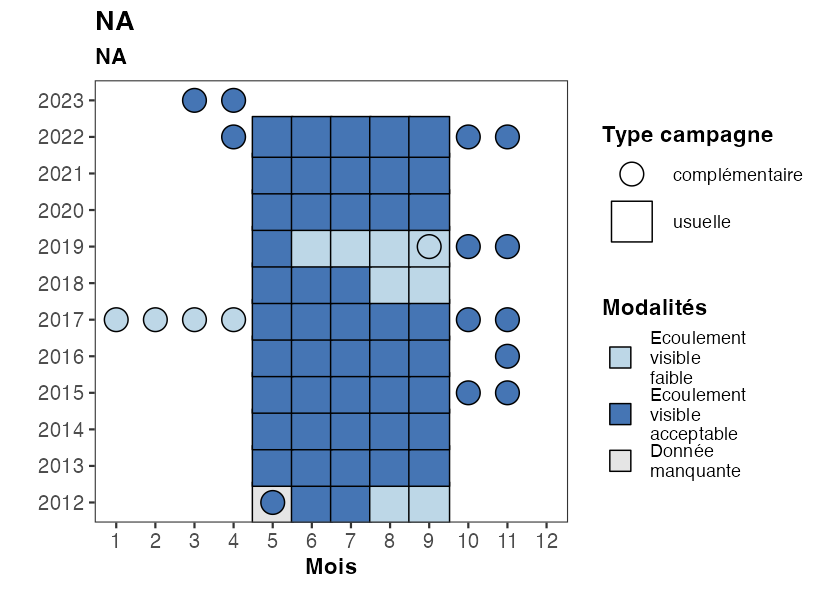 NA
NA
2023
2022
2021
2020
2019
2018
2017
2016
2015
2014
2013
2012
1 2 3 4 5 6 7 8 9 10 11 12
Mois
Type campagne
complémentaire
usuelle
Modalités
Ecoulement
visible
faible
Ecoulement
visible
acceptable
Donnée
manquante